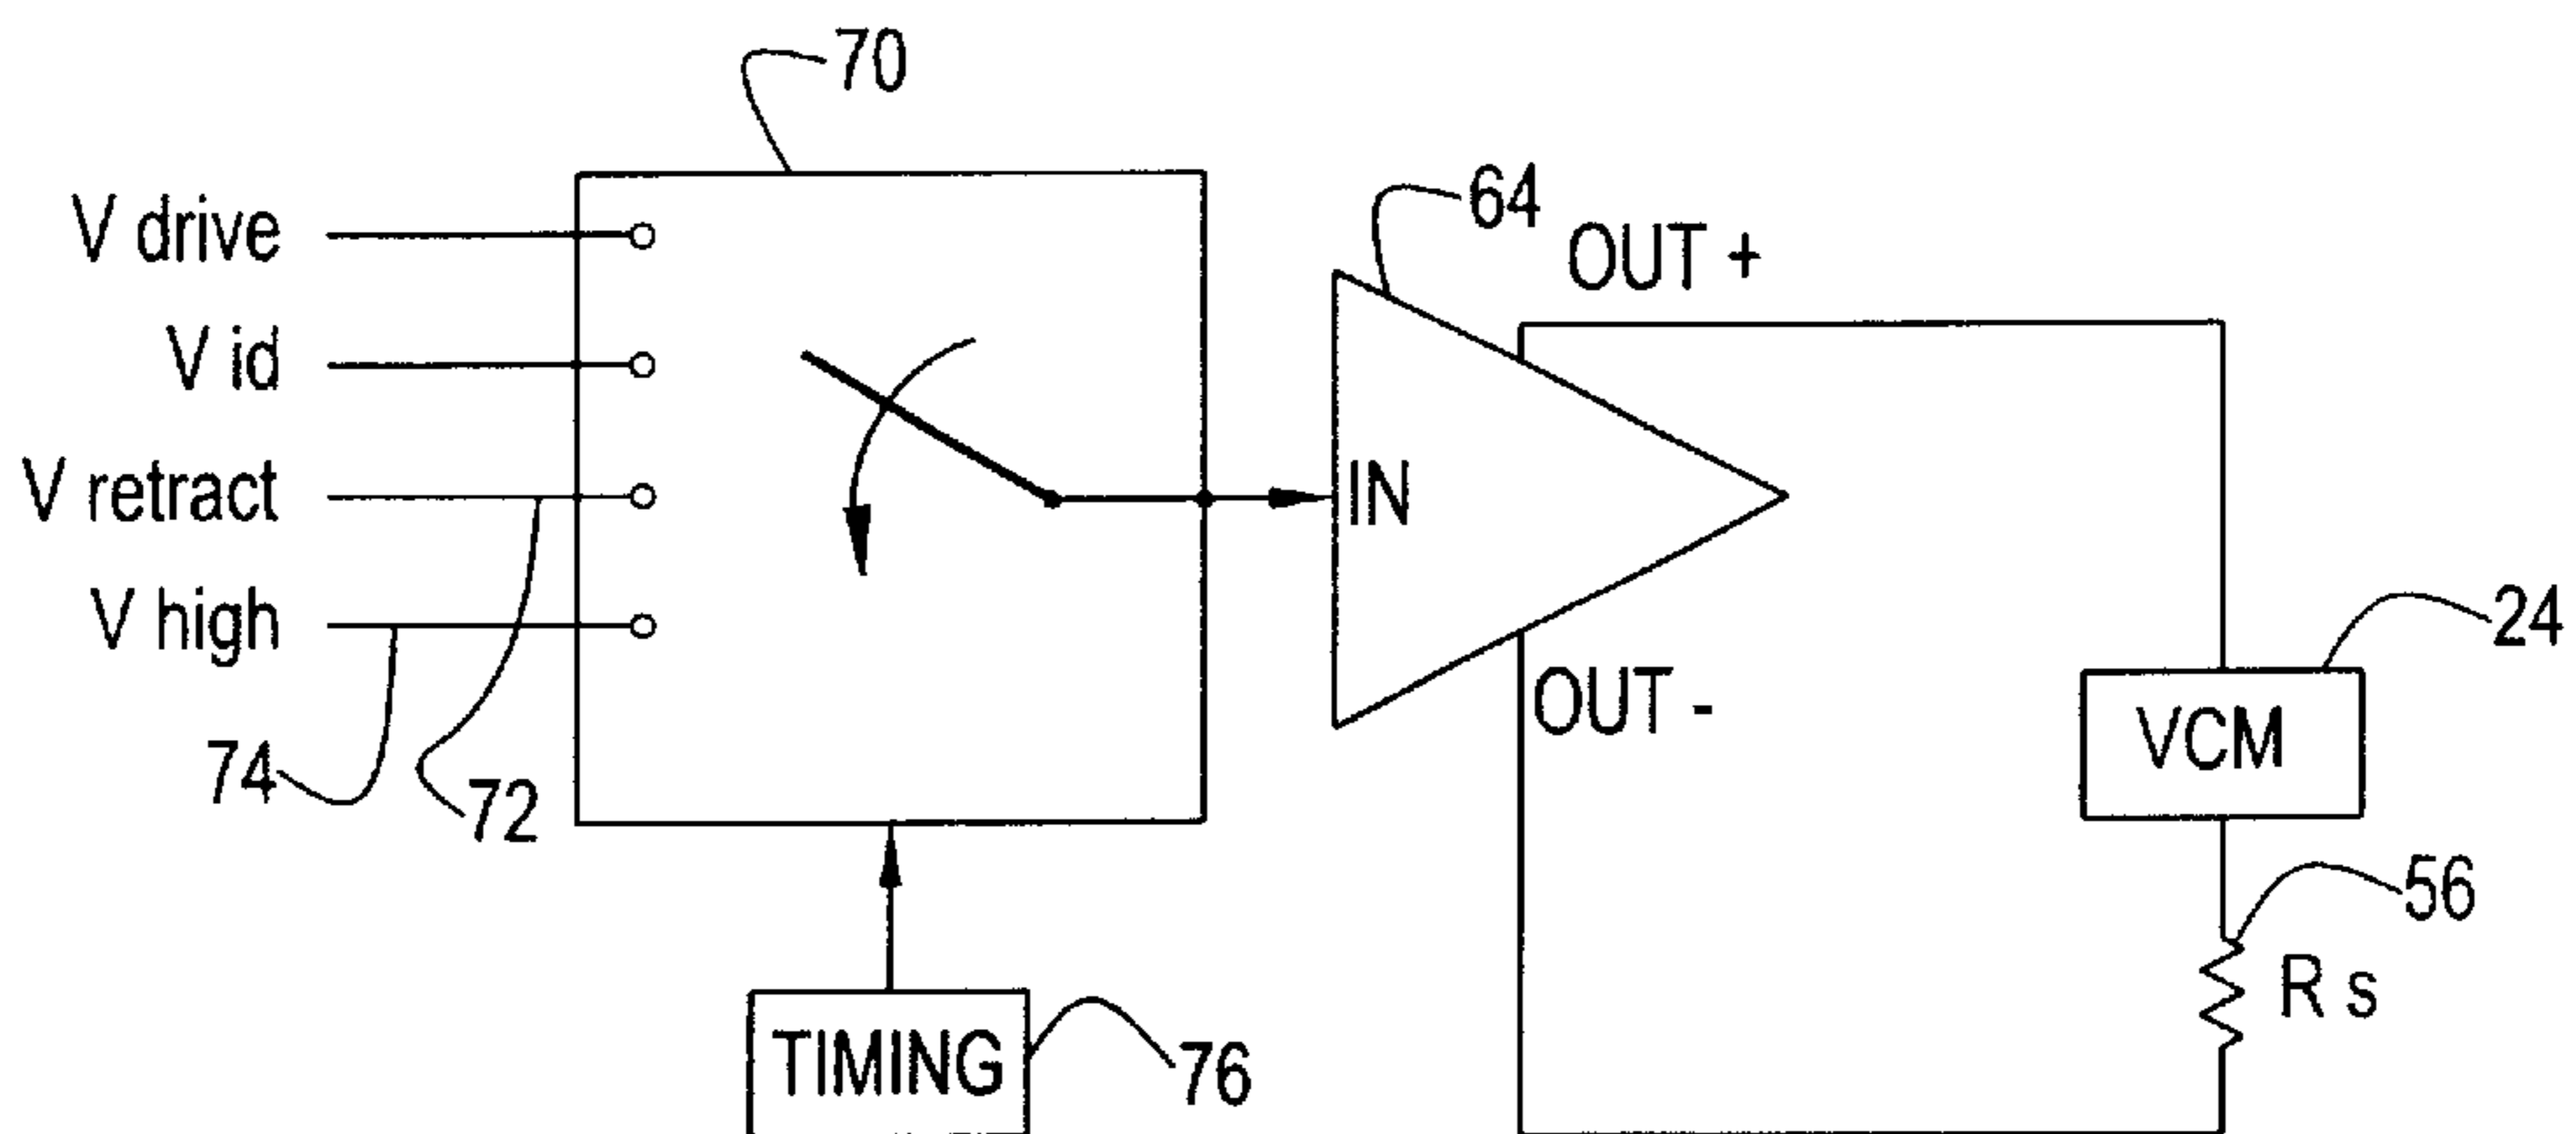 70
V drive
V id
V retract
V high
74
72
TIMING
76
64
OUT +
IN
OUT -
24
VCM
56
R s